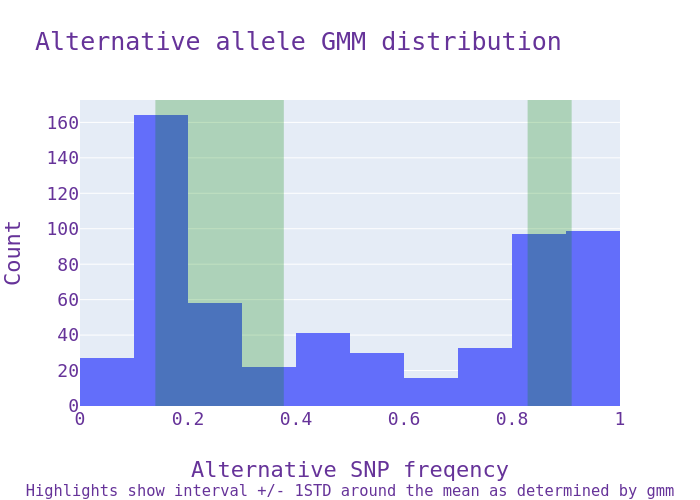 Alternative allele GMM distribution
160
140
120
100
80
60
40
20
0
Count
0 0.2 0.4 0.6 0.8 1
Alternative SNP freqency
Highlights show interval +/- 1STD around the mean as determined by gmm